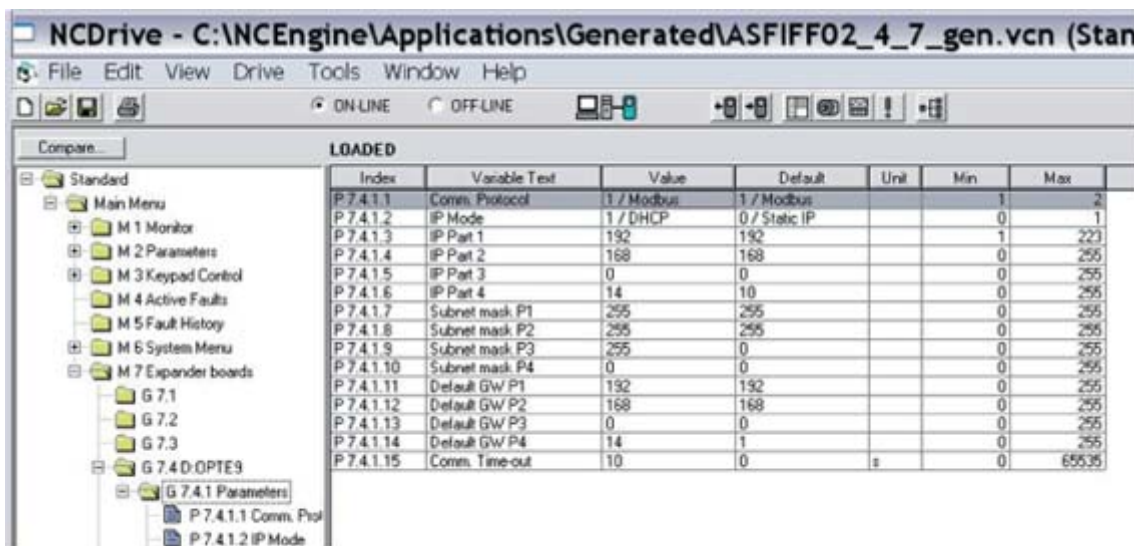 NCDrive - C:\NCEngine\Applications\Generated\ASFIFF02_4_7_gen.vcn (Stan
File Edit View Drive Tools Window Help
ON-LINE OFF-LINE
Compare... LOADED
Index Variable Text Value Default Unit Min Max
P 7.4.1.1 Comm. Protocol 1 / Modbus 1 / Modbus 1 2
P 7.4.1.2 IP Mode 1 / DHCP 0 / Static IP 0 1
P 7.4.1.3 IP Part 1 192 192 1 223
P 7.4.1.4 IP Part 2 168 168 0 255
P 7.4.1.5 IP Part 3 0 0 0 255
P 7.4.1.6 IP Part 4 14 10 0 255
P 7.4.1.7 Subnet mask P1 255 255 0 255
P 7.4.1.8 Subnet mask P2 255 255 0 255
P 7.4.1.9 Subnet mask P3 255 0 0 255
P 7.4.1.10 Subnet mask P4 0 0 0 255
P 7.4.1.11 Default GW P1 192 192 0 255
P 7.4.1.12 Default GW P2 168 168 0 255
P 7.4.1.13 Default GW P3 0 0 0 255
P 7.4.1.14 Default GW P4 14 1 0 255
P 7.4.1.15 Comm. Time-out 10 0 s 0 65535
Standard
Main Menu
M 1 Monitor
M 2 Parameters
M 3 Keypad Control
M 4 Active Faults
M 5 Fault History
M 6 System Menu
M 7 Expander boards
G 7.1
G 7.2
G 7.3
G 7.4 D:OPTE9
G 7.4.1 Parameters
P 7.4.1.1 Comm. Prot
P 7.4.1.2 IP Mode